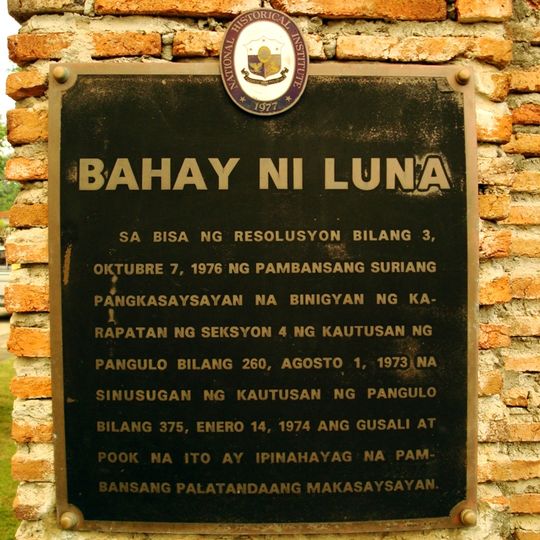 NATIONAL HISTORICAL INSTITUTE
1977
BAHAY NI LUNA
SA BISA NG RESOLUSYON BILANG 3,
OKTUBRE 7, 1976 NG PAMBANSANG SURIANG
PANGKASAYSAYAN NA BINIGYAN NG KA-
RAPATAN NG SEKSYON 4 NG KAUTUSAN NG
PANGULO BILANG 260, AGOSTO 1, 1973 NA
SINUSUGAN NG KAUTUSAN NG PANGULO
BILANG 375, ENERO 14, 1974 ANG GUSALI AT
POOK NA ITO AY IPINAHAYAG NA PAM-
BANSANG PALATANDAANG MAKASAYSAYAN.